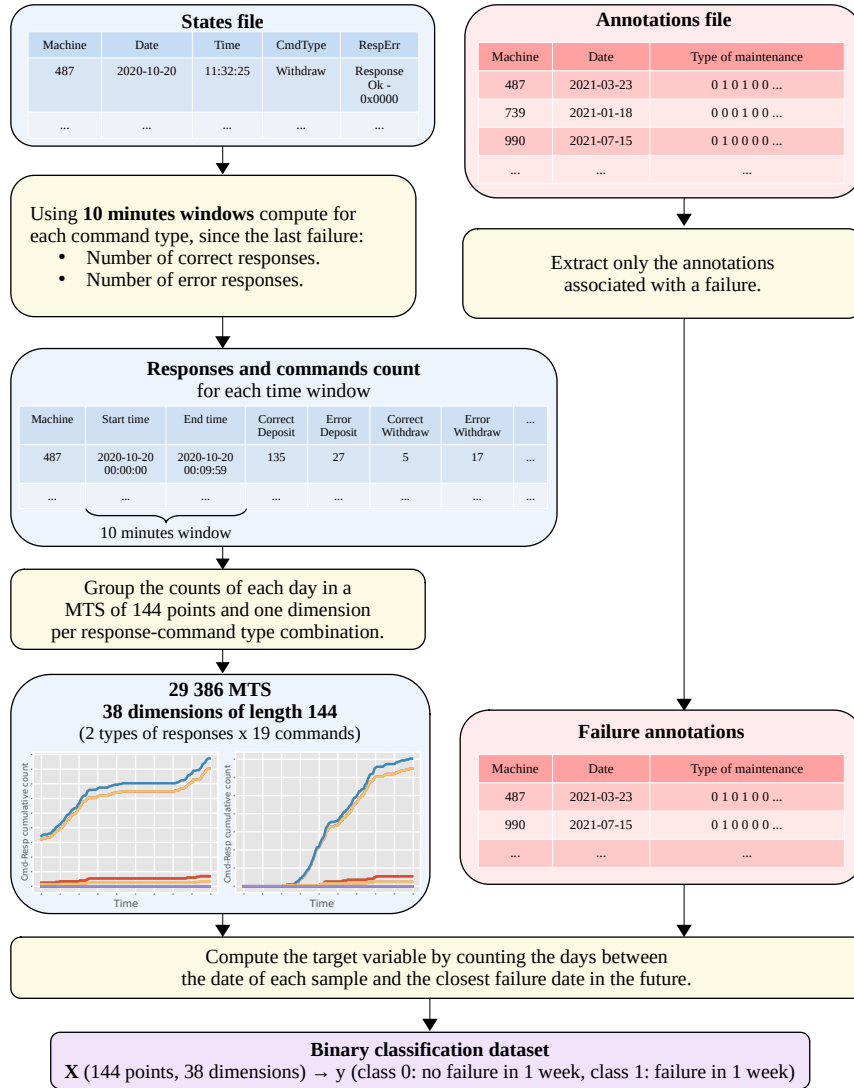 States file
Machine Date Time CmdType RespErr
487 2020-10-20 11:32:25 Withdraw Response
Ok -
0x0000
... ... ... ... ...
Annotations file
Machine Date Type of maintenance
487 2021-03-23 0 1 0 1 0 0 ...
739 2021-01-18 0 0 0 1 0 0 ...
990 2021-07-15 0 1 0 0 0 0 ...
... ... ...
Using 10 minutes windows compute for
each command type, since the last failure:
• Number of correct responses.
• Number of error responses.
Extract only the annotations
associated with a failure.
Responses and commands count
for each time window
Machine Start time End time Correct Error Correct Error ...
Deposit Deposit Withdraw Withdraw
487 2020-10-20 2020-10-20 135 27 5 17 ...
00:00:00 00:09:59
... ... ... ... ... ... ... ...
10 minutes window
Group the counts of each day in a
MTS of 144 points and one dimension
per response-command type combination.
29 386 MTS
38 dimensions of length 144
(2 types of responses x 19 commands)
Cmd-Resp cumulative count
Time
Cmd-Resp cumulative count
Time
Failure annotations
Machine Date Type of maintenance
487 2021-03-23 0 1 0 1 0 0 ...
990 2021-07-15 0 1 0 0 0 0 ...
... ... ...
Compute the target variable by counting the days between
the date of each sample and the closest failure date in the future.
Binary classification dataset
X (144 points, 38 dimensions) → y (class 0: no failure in 1 week, class 1: failure in 1 week)